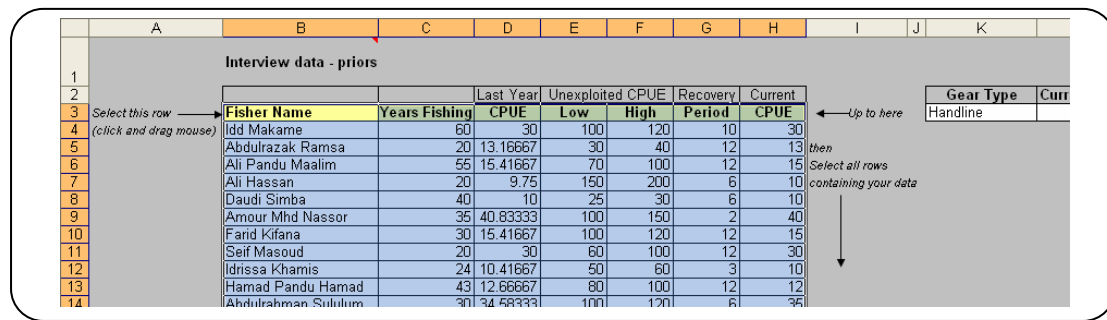 A B C D E F G H I J K
1 Interview data - priors
2 Last Year Unexploited CPUE Recovery Current Gear Type Curr
3 Select this row Fisher Name Years Fishing CPUE Low High Period CPUE Up to here Handline
4 (click and drag mouse) Idd Makame 60 30 100 120 10 30
5 Abdulrazak Ramsa 20 13.16667 30 40 12 13 then
6 Ali Pandu Maalim 55 15.41667 70 100 12 15 Select all rows
7 Ali Hassan 20 9.75 150 200 6 10 containing your data
8 Daudi Simba 40 10 25 30 6 10
9 Amour Mhd Nassor 35 40.83333 100 150 2 40
10 Farid Kifana 30 15.41667 100 120 12 15
11 Seif Masoud 20 30 60 100 12 30
12 Idrissa Khamis 24 10.41667 50 60 3 10
13 Hamad Pandu Hamad 43 12.66667 80 100 12 12
14 Abdulrahman Sululum 30 34.58333 100 120 6 35